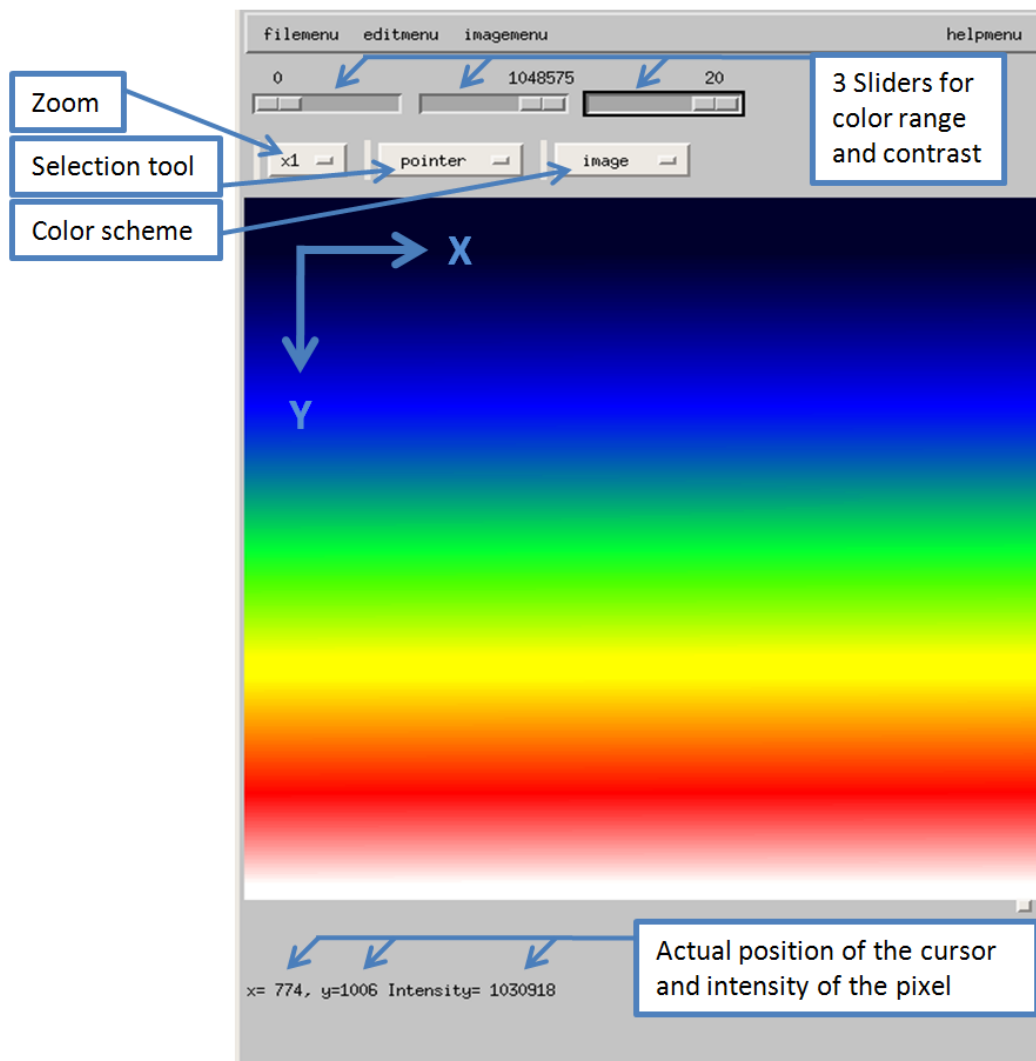 filemenu editmenu imagemenu helpmenu
0 1048575 20
3 Sliders for
color range
and contrast
Zoom
x1 pointer image
Selection tool
Color scheme
X
Y
Actual position of the cursor
and intensity of the pixel
x= 774, y=1006 Intensity= 1030918